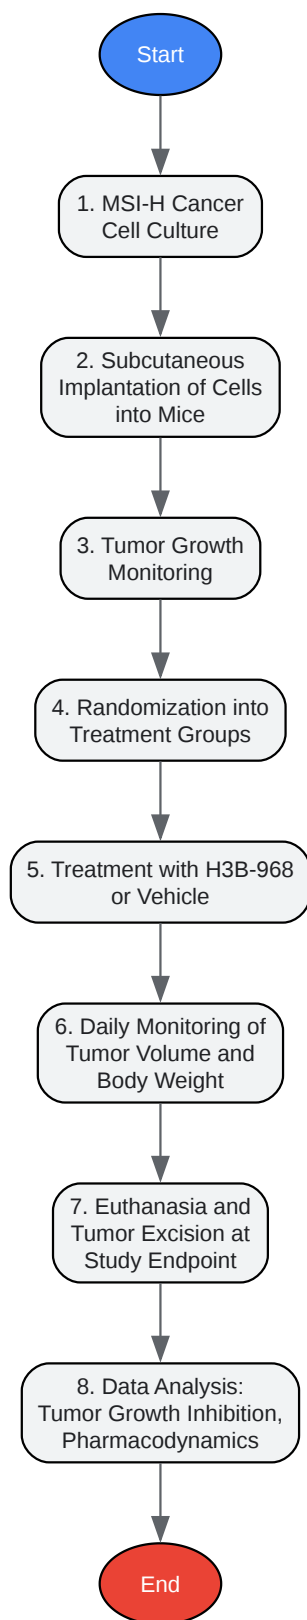 Start
1. MSI-H Cancer
Cell Culture
2. Subcutaneous
Implantation of Cells
into Mice
3. Tumor Growth
Monitoring
4. Randomization into
Treatment Groups
5. Treatment with H3B-968
or Vehicle
6. Daily Monitoring of
Tumor Volume and
Body Weight
7. Euthanasia and
Tumor Excision at
Study Endpoint
8. Data Analysis:
Tumor Growth Inhibition,
Pharmacodynamics
End